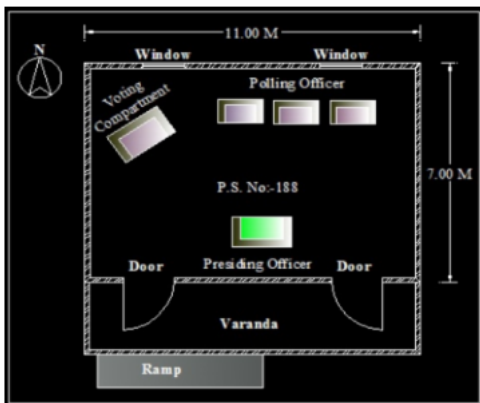 11.00 M
N
Window
Window
Voting
Compartment
Polling Officer
7.00 M
P.S. No:-188
Door
Presiding Officer
Door
Varanda
Ramp